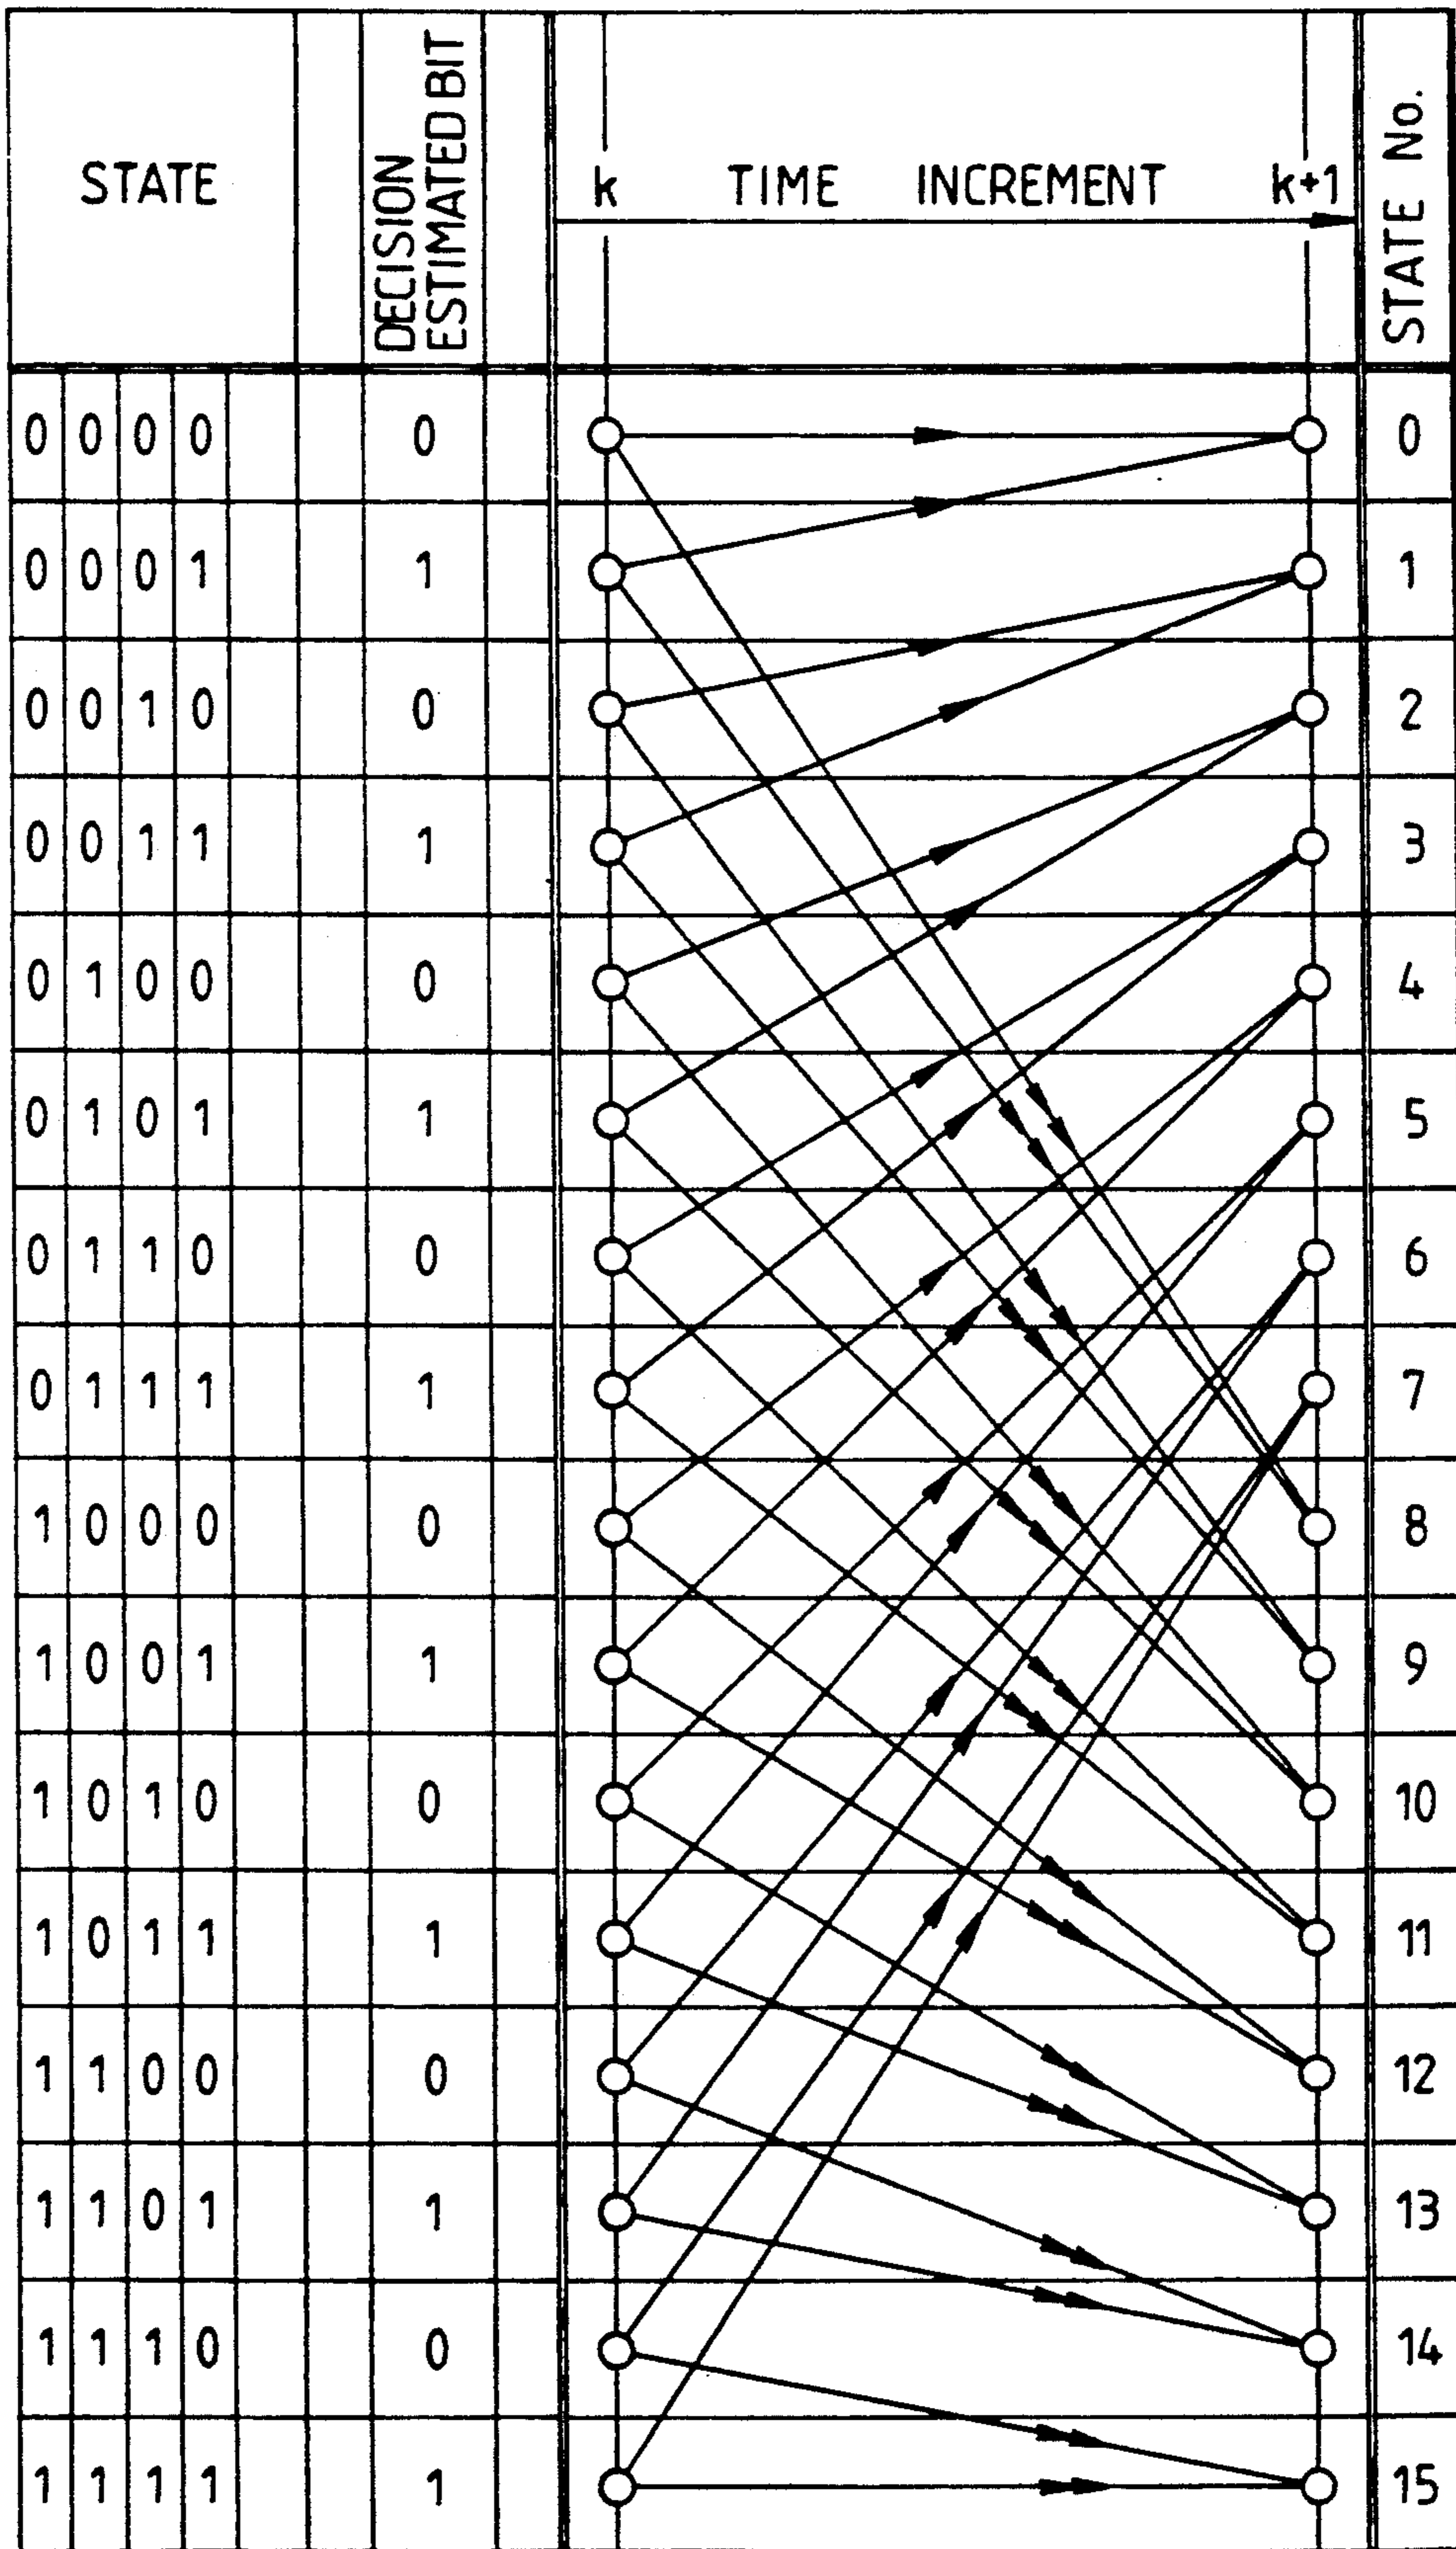 STATE
DECISION
ESTIMATED BIT
k TIME INCREMENT k+1
STATE No.
0 0 0 0 0 0
0 0 0 1 1 1
0 0 1 0 0 2
0 0 1 1 1 3
0 1 0 0 0 4
0 1 0 1 1 5
0 1 1 0 0 6
0 1 1 1 1 7
1 0 0 0 0 8
1 0 0 1 1 9
1 0 1 0 0 10
1 0 1 1 1 11
1 1 0 0 0 12
1 1 0 1 1 13
1 1 1 0 0 14
1 1 1 1 1 15